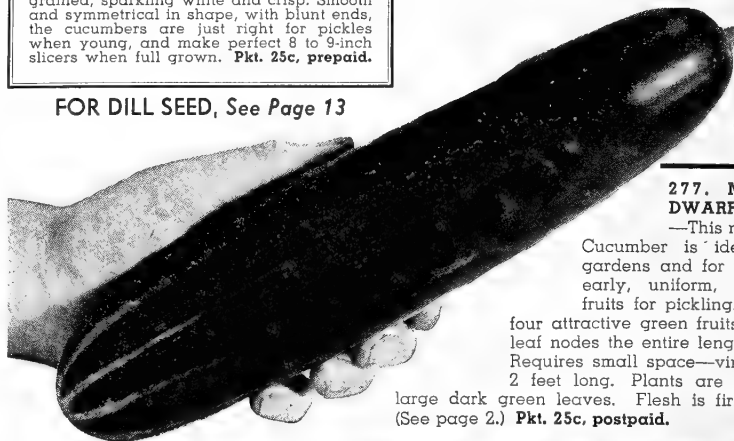 grained, sparkling white and crisp. Smooth
and symmetrical in shape, with blunt ends,
the cucumbers are just right for pickles
when young, and make perfect 8 to 9-inch
slicers when full grown. Pkt. 25c, prepaid.
FOR DILL SEED, See Page 13
277.
DWARF
—This
Cucumber is
gardens and for
early, uniform,
fruits for pickling.
four attractive green fruits
leaf nodes the entire
Requires small space—
2 feet long. Plants are
large dark green leaves. Flesh is
(See page 2.) Pkt. 25c, postpaid.